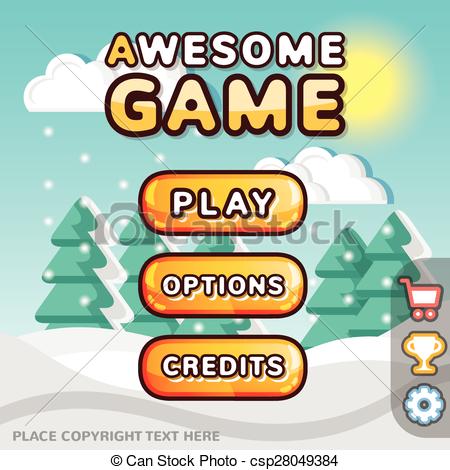 AWESOME
GAME
PLAY
OPTIONS
CREDITS
PLACE COPYRIGHT TEXT HERE
© Can Stock Photo - csp28049384